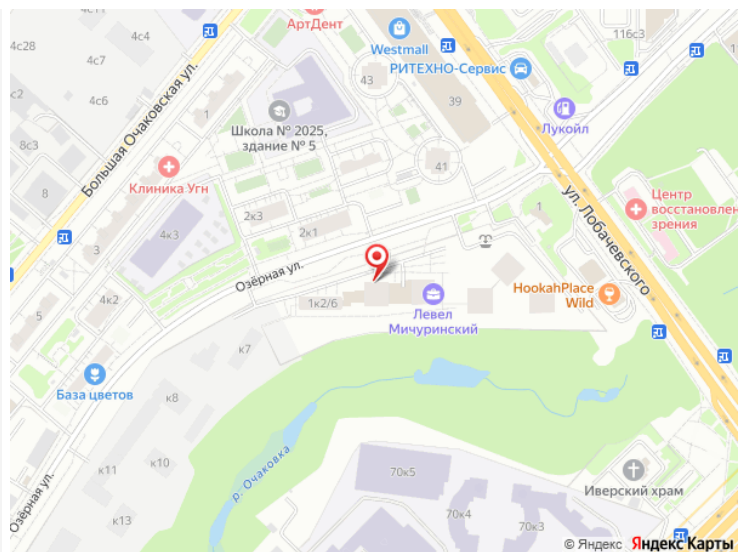 4с28
4с11
АртДент
Westmall
116с3
РИТЕХНО-Сервис
43
4с7
4с6
39
Лукойл
Большая Очаковская ул.
Школа № 2025,
здание № 5
8с3
41
Клиника Угн
8
ул. Лобачевского
Центр
восстановлен
зрения
2к3
1
2к1
4к3
3
Озёрная ул.
HookahPlace
Wild
4к2
1к2/6
Левел
Мичуринский
5
к7
База цветов
к8
70к5
к11
к10
р. Очаковка
Иверский храм
Озёрная ул.
70к4
70к3
к13
© Яндекс Яндекс Карты